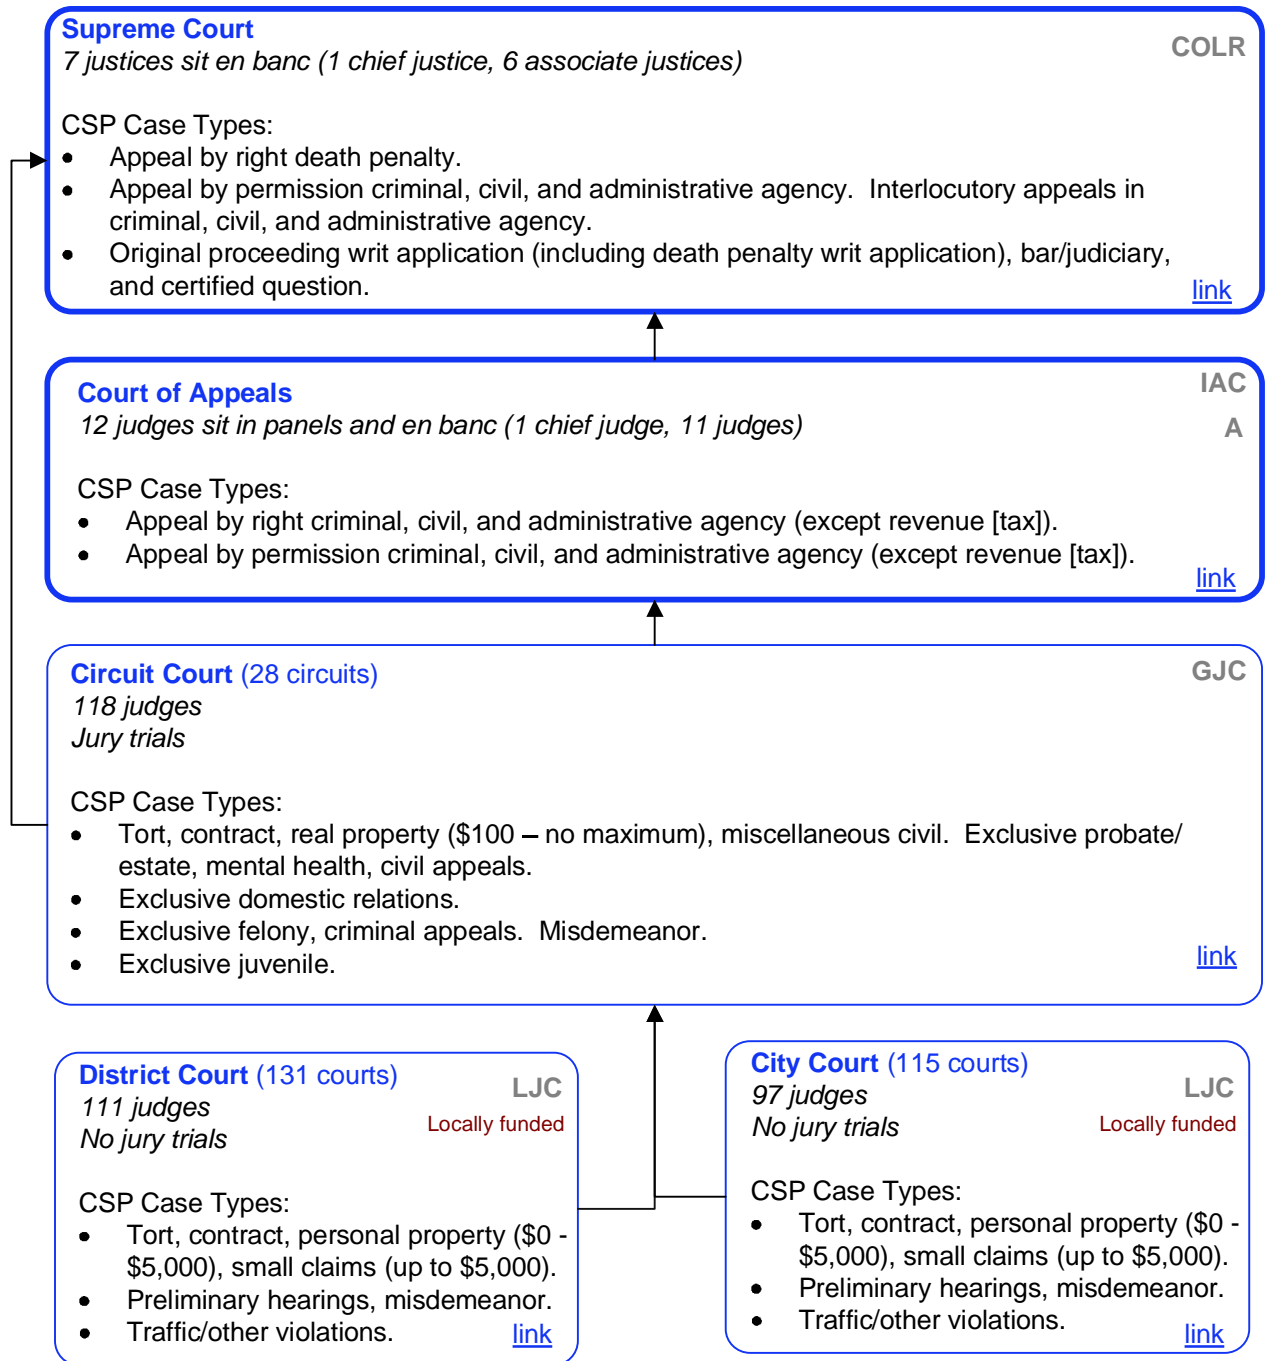 Supreme Court
7 justices sit en banc (1 chief justice, 6 associate justices)
COLR
CSP Case Types:
• Appeal by right death penalty.
• Appeal by permission criminal, civil, and administrative agency.  Interlocutory appeals in
criminal, civil, and administrative agency.
• Original proceeding writ application (including death penalty writ application), bar/judiciary,
and certified question.
link
Court of Appeals
IAC
12 judges sit in panels and en banc (1 chief judge, 11 judges)
A
CSP Case Types:
• Appeal by right criminal, civil, and administrative agency (except revenue [tax]).
• Appeal by permission criminal, civil, and administrative agency (except revenue [tax]).
link
Circuit Court (28 circuits)
GJC
118 judges
Jury trials
CSP Case Types:
• Tort, contract, real property ($100 – no maximum), miscellaneous civil.  Exclusive probate/
estate, mental health, civil appeals.
• Exclusive domestic relations.
• Exclusive felony, criminal appeals.  Misdemeanor.
• Exclusive juvenile.
link
District Court (131 courts)
LJC
111 judges
Locally funded
No jury trials
CSP Case Types:
• Tort, contract, personal property ($0 -
$5,000), small claims (up to $5,000).
• Preliminary hearings, misdemeanor.
• Traffic/other violations.
link
City Court (115 courts)
LJC
97 judges
Locally funded
No jury trials
CSP Case Types:
• Tort, contract, personal property ($0 -
$5,000), small claims (up to $5,000).
• Preliminary hearings, misdemeanor.
• Traffic/other violations.
link